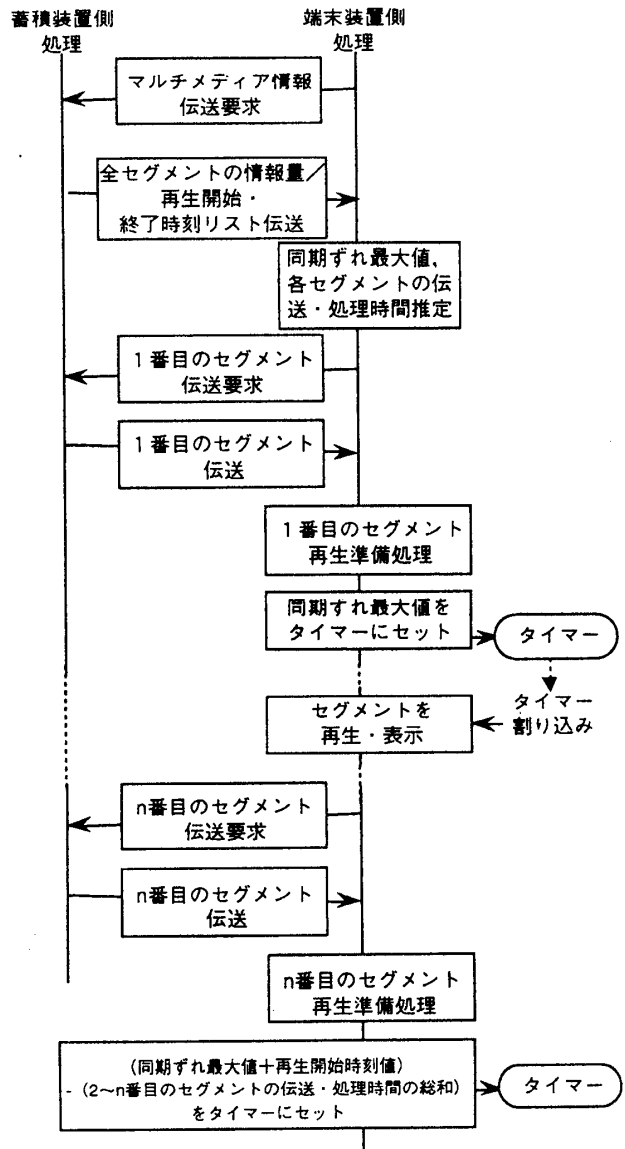 蓄積装置側
処理
端末装置側
処理
マルチメディア情報
伝送要求
全セグメントの情報量／
再生開始・
終了時刻リスト伝送
同期ずれ最大値,
各セグメントの伝
送・処理時間推定
1番目のセグメント
伝送要求
1番目のセグメント
伝送
1番目のセグメント
再生準備処理
同期すれ最大値を
タイマーにセット
タイマー
セグメントを
再生・表示
タイマー
割り込み
n番目のセグメント
伝送要求
n番目のセグメント
伝送
n番目のセグメント
再生準備処理
(同期ずれ最大値＋再生開始時刻値)
-（2〜n番目のセグメントの伝送・処理時間の総和）
をタイマーにセット
タイマー